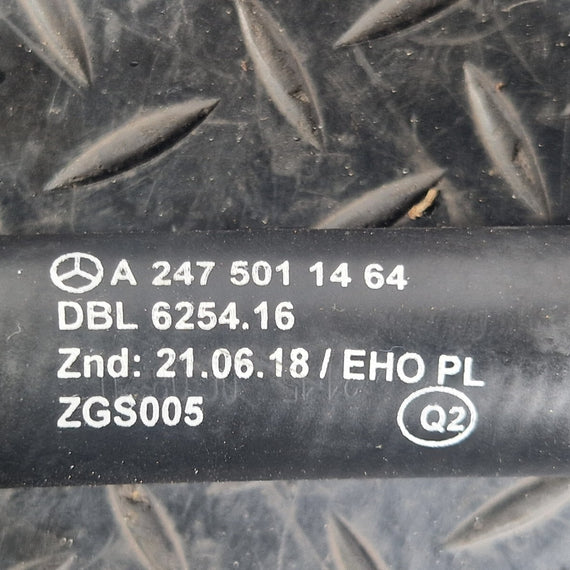 A 247 501 14 64
DBL 6254.16
Znd: 21.06.18 / EHO PL
ZGS005
Q2